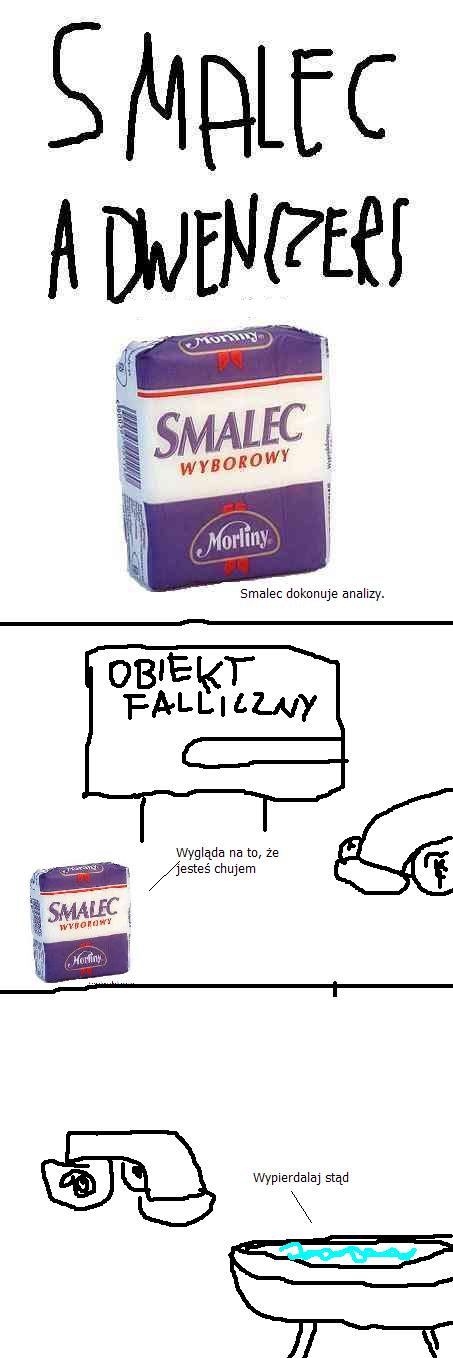 SMALEC
ADWENCZERS
Morliny
SMALEC
WYBOROWY
Morliny
Smalec dokonuje analizy.
OBIEKT
FALLICZNY
Wygląda na to, że
jesteś chujem
Morliny
SMALEC
WYBOROWY
Morliny
Wypierdalaj stąd